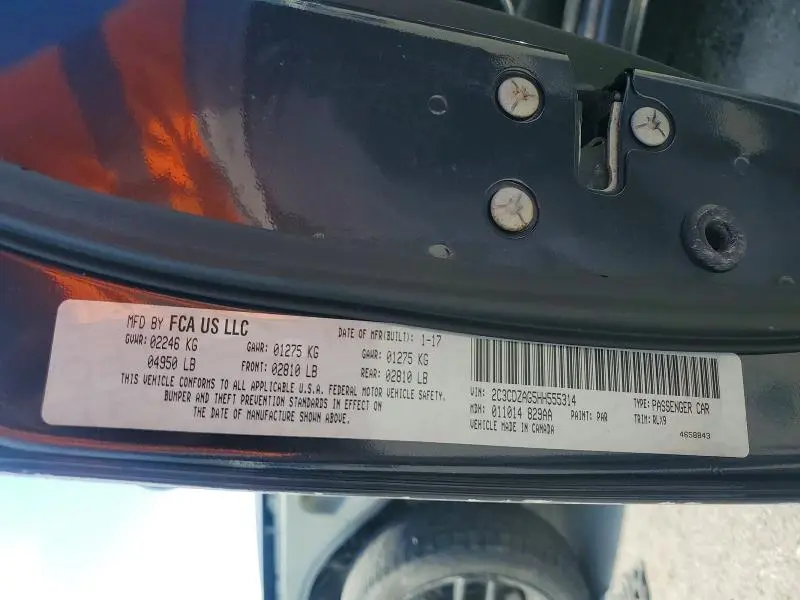 MFD BY FCA US LLC DATE OF MFR(BUILT): 1-17
GVWR: 02246 KG GAWR: 01275 KG GAWR: 01275 KG
04950 LB FRONT: 02810 LB REAR: 02810 LB
THIS VEHICLE CONFORMS TO ALL APPLICABLE U.S.A. FEDERAL MOTOR VEHICLE SAFETY,
BUMPER AND THEFT PREVENTION STANDARDS IN EFFECT ON
THE DATE OF MANUFACTURE SHOWN ABOVE.
VIN: 2C3CDZAG5HH555314 TYPE: PASSENGER CAR
MDH: 011014 829AA PAINT: PAR TRIM: RLX9
VEHICLE MADE IN CANADA 4658843